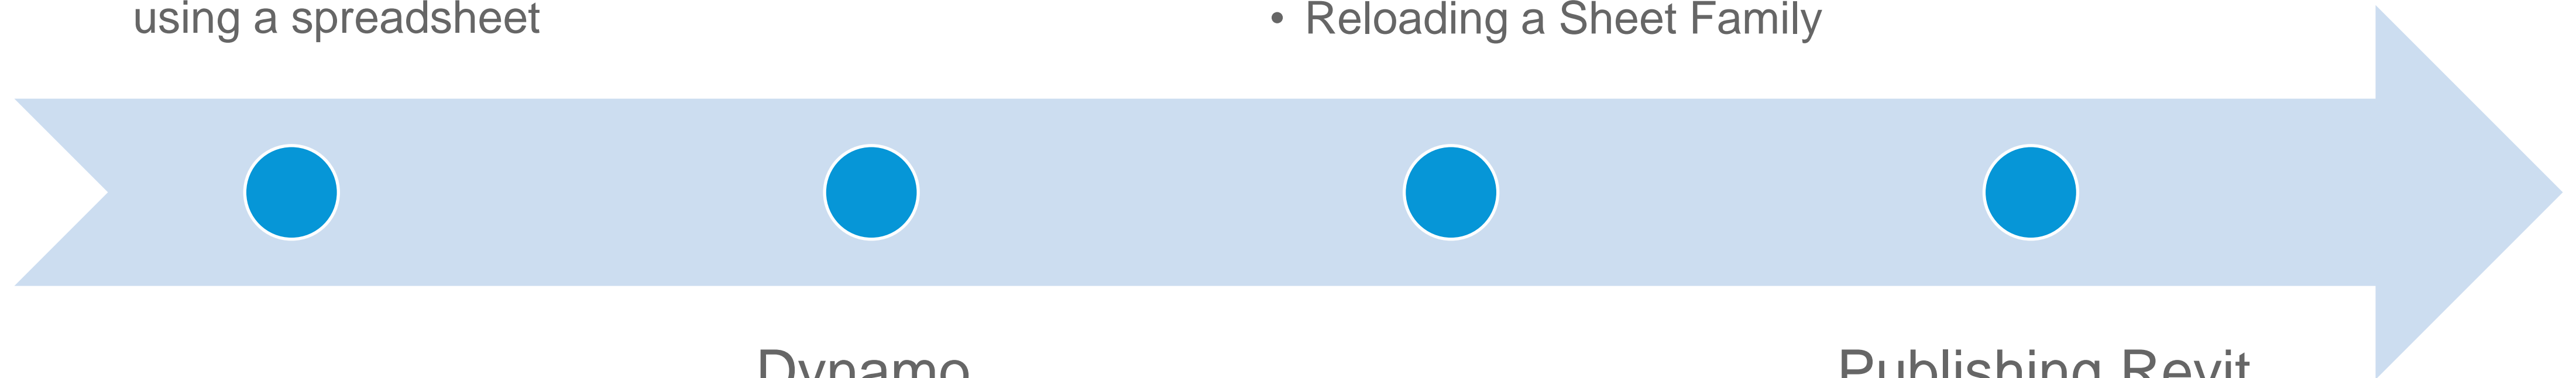 using a spreadsheet
• Reloading a Sheet Family
Dynamo
Publishing Revit